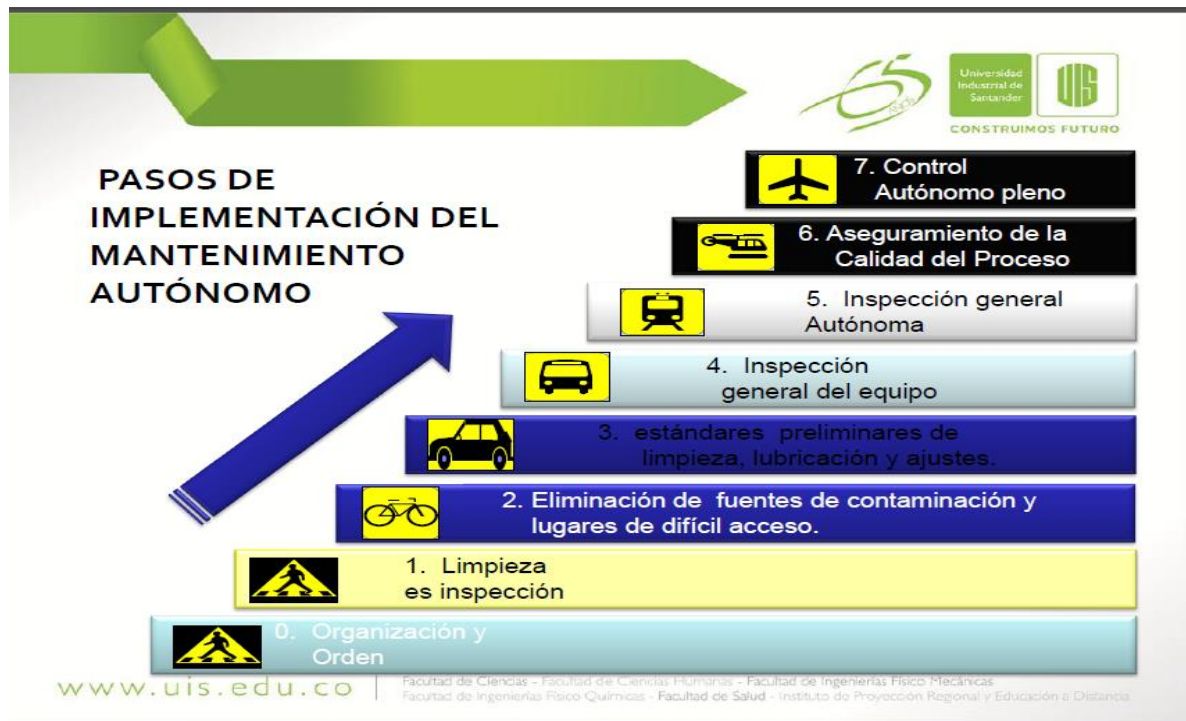 Universidad
Industrial de
Santander
UIS
CONSTRUIMOS FUTURO
PASOS DE
IMPLEMENTACIÓN DEL
MANTENIMIENTO
AUTÓNOMO
7. Control
Autónomo pleno
6. Aseguramiento de la
Calidad del Proceso
5. Inspección general
Autónoma
4. Inspección
general del equipo
3. estándares preliminares de
limpieza, lubricación y ajustes.
2. Eliminación de fuentes de contaminación y
lugares de difícil acceso.
1. Limpieza
es inspección
0. Organización y
Orden
www.uis.edu.co
Facultad de Ciencias - Facultad de Ciencias Humanas - Facultad de Ingenierías Físico Mecánicas
Facultad de Ingenierías Físico Químicas - Facultad de Salud - Instituto de Proyección Regional y Educación a Distancia